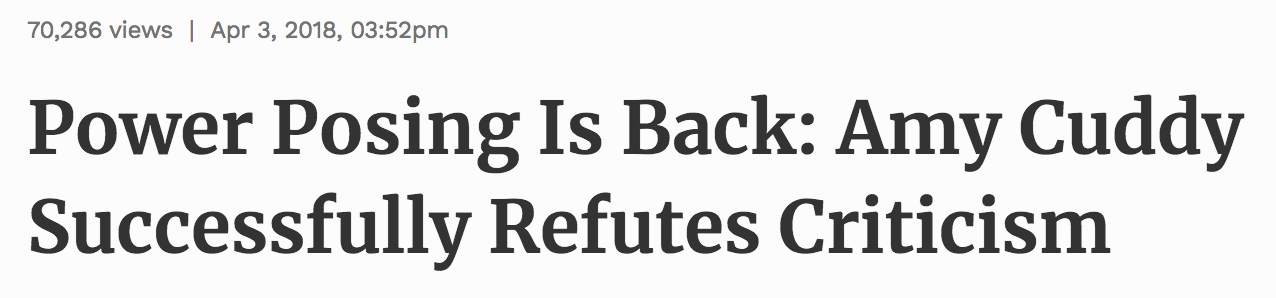 70,286 views | Apr 3, 2018, 03:52pm
Power Posing Is Back: Amy Cuddy
Successfully Refutes Criticism